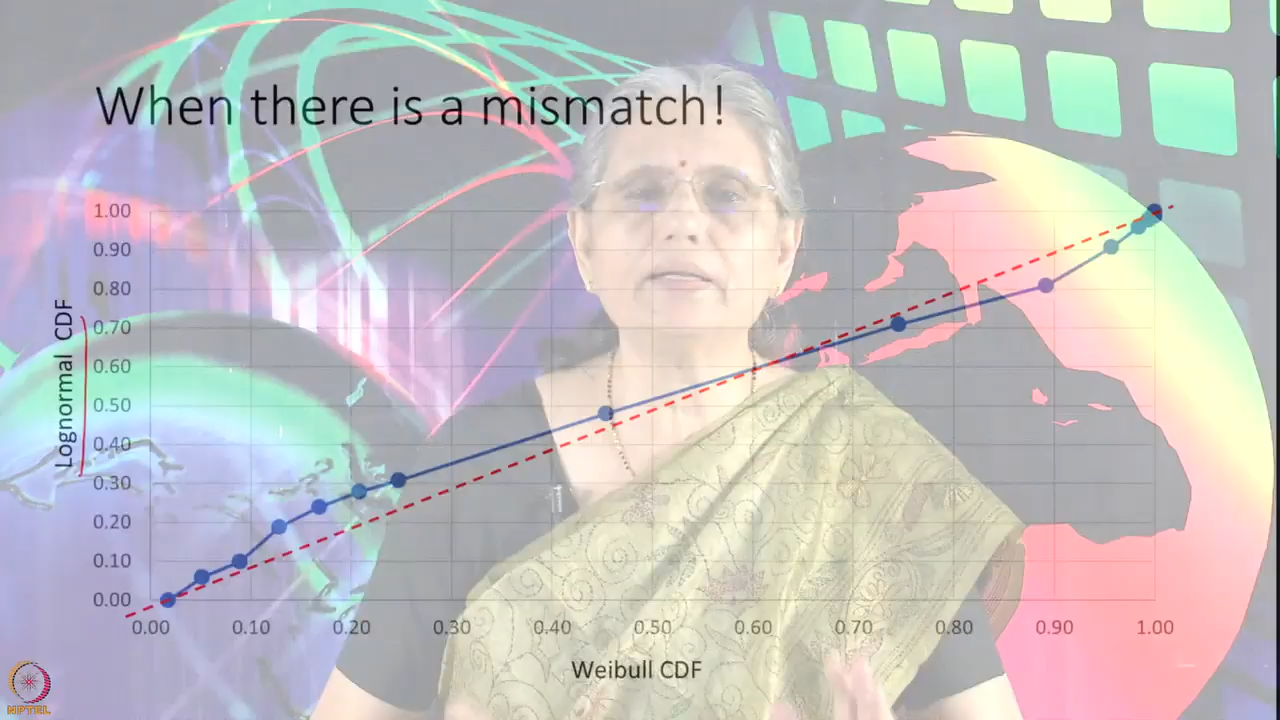 When there is a mismatch!
1.00
0.90
0.80
0.70
0.60
0.50
0.40
0.30
0.20
0.10
0.00
Lognormal CDF
0.00 0.10 0.20 0.30 0.40 0.50 0.60 0.70 0.80 0.90 1.00
Weibull CDF
NPTEL